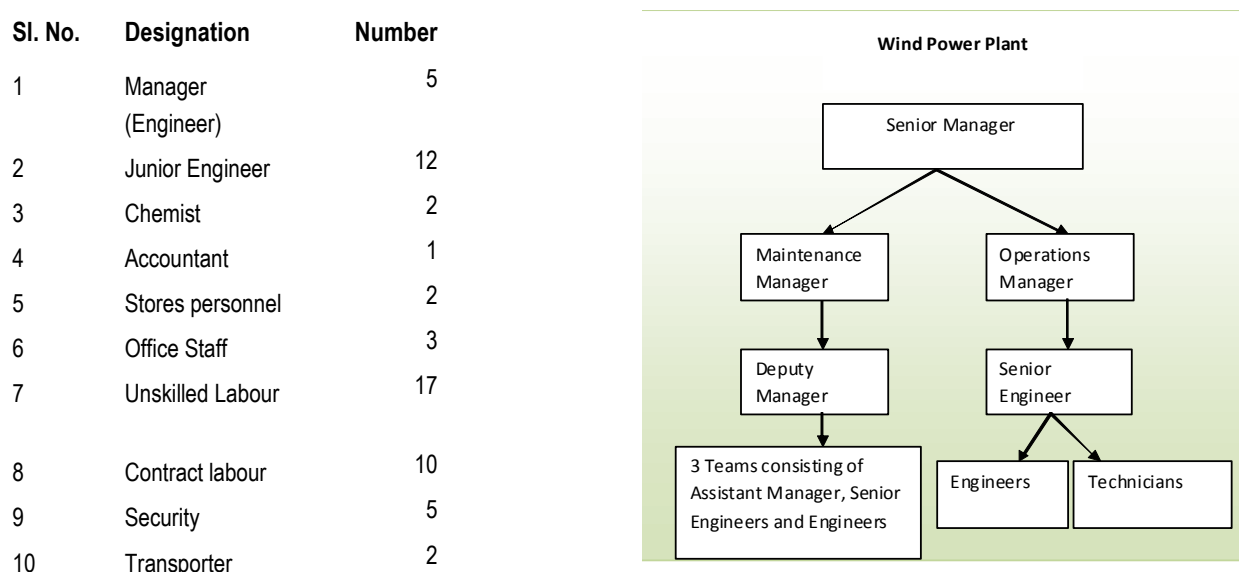 Sl. No. Designation Number
1 Manager 5
(Engineer)
2 Junior Engineer 12
3 Chemist 2
4 Accountant 1
5 Stores personnel 2
6 Office Staff 3
7 Unskilled Labour 17
8 Contract labour 10
9 Security 5
10 Transporter 2
Wind Power Plant
Senior Manager
Maintenance
Manager
Operations
Manager
Deputy
Manager
Senior
Engineer
3 Teams consisting of
Assistant Manager, Senior
Engineers and Engineers
Engineers
Technicians